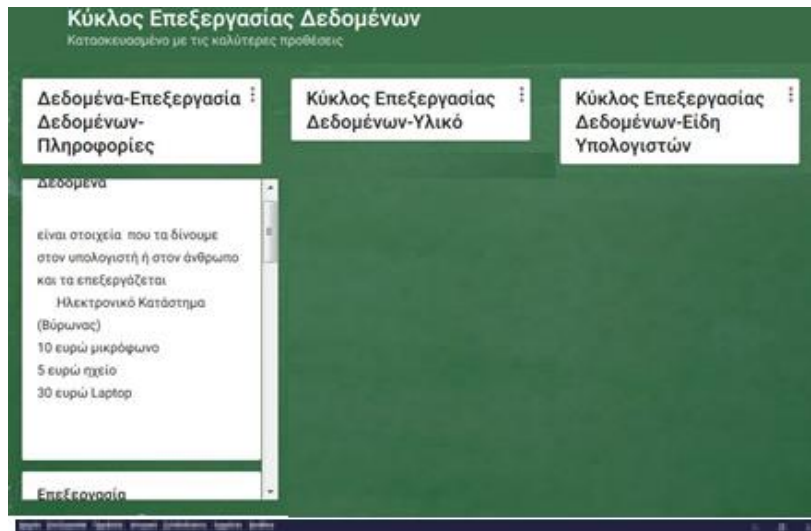 Κύκλος Επεξεργασίας Δεδομένων
Κατασκευασμένο με τις καλύτερες προθέσεις
Δεδομένα-Επεξεργασία
Δεδομένων-
Πληροφορίες
Δεδομένα
είναι στοιχεία που τα δίνουμε
στον υπολογιστή ή στον άνθρωπο
και τα επεξεργάζεται
Ηλεκτρονικό Κατάστημα
(Βύρωνας)
10 ευρώ μικρόφωνο
5 ευρώ ηχείο
30 ευρώ Laptop
Επεξεργασία
Κύκλος Επεξεργασίας
Δεδομένων-Υλικό
Κύκλος Επεξεργασίας
Δεδομένων-Είδη
Υπολογιστών